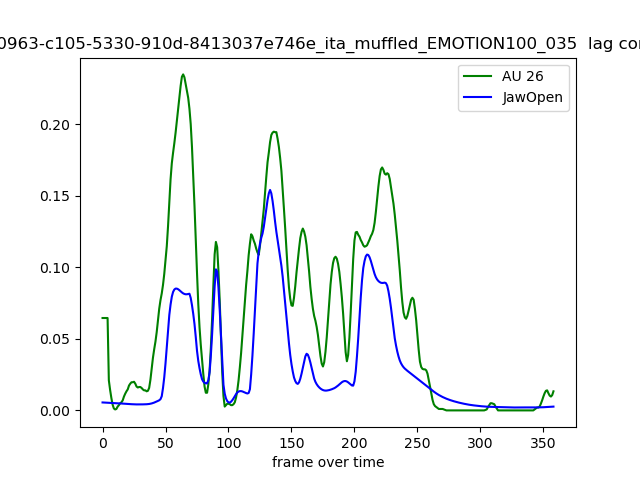 0963-c105-5330-910d-8413037e746e_ita_muffled_EMOTION100_035 lag
AU 26
JawOpen
0.20
0.15
0.10
0.05
0.00
0 50 100 150 200 250 300 350
frame over time